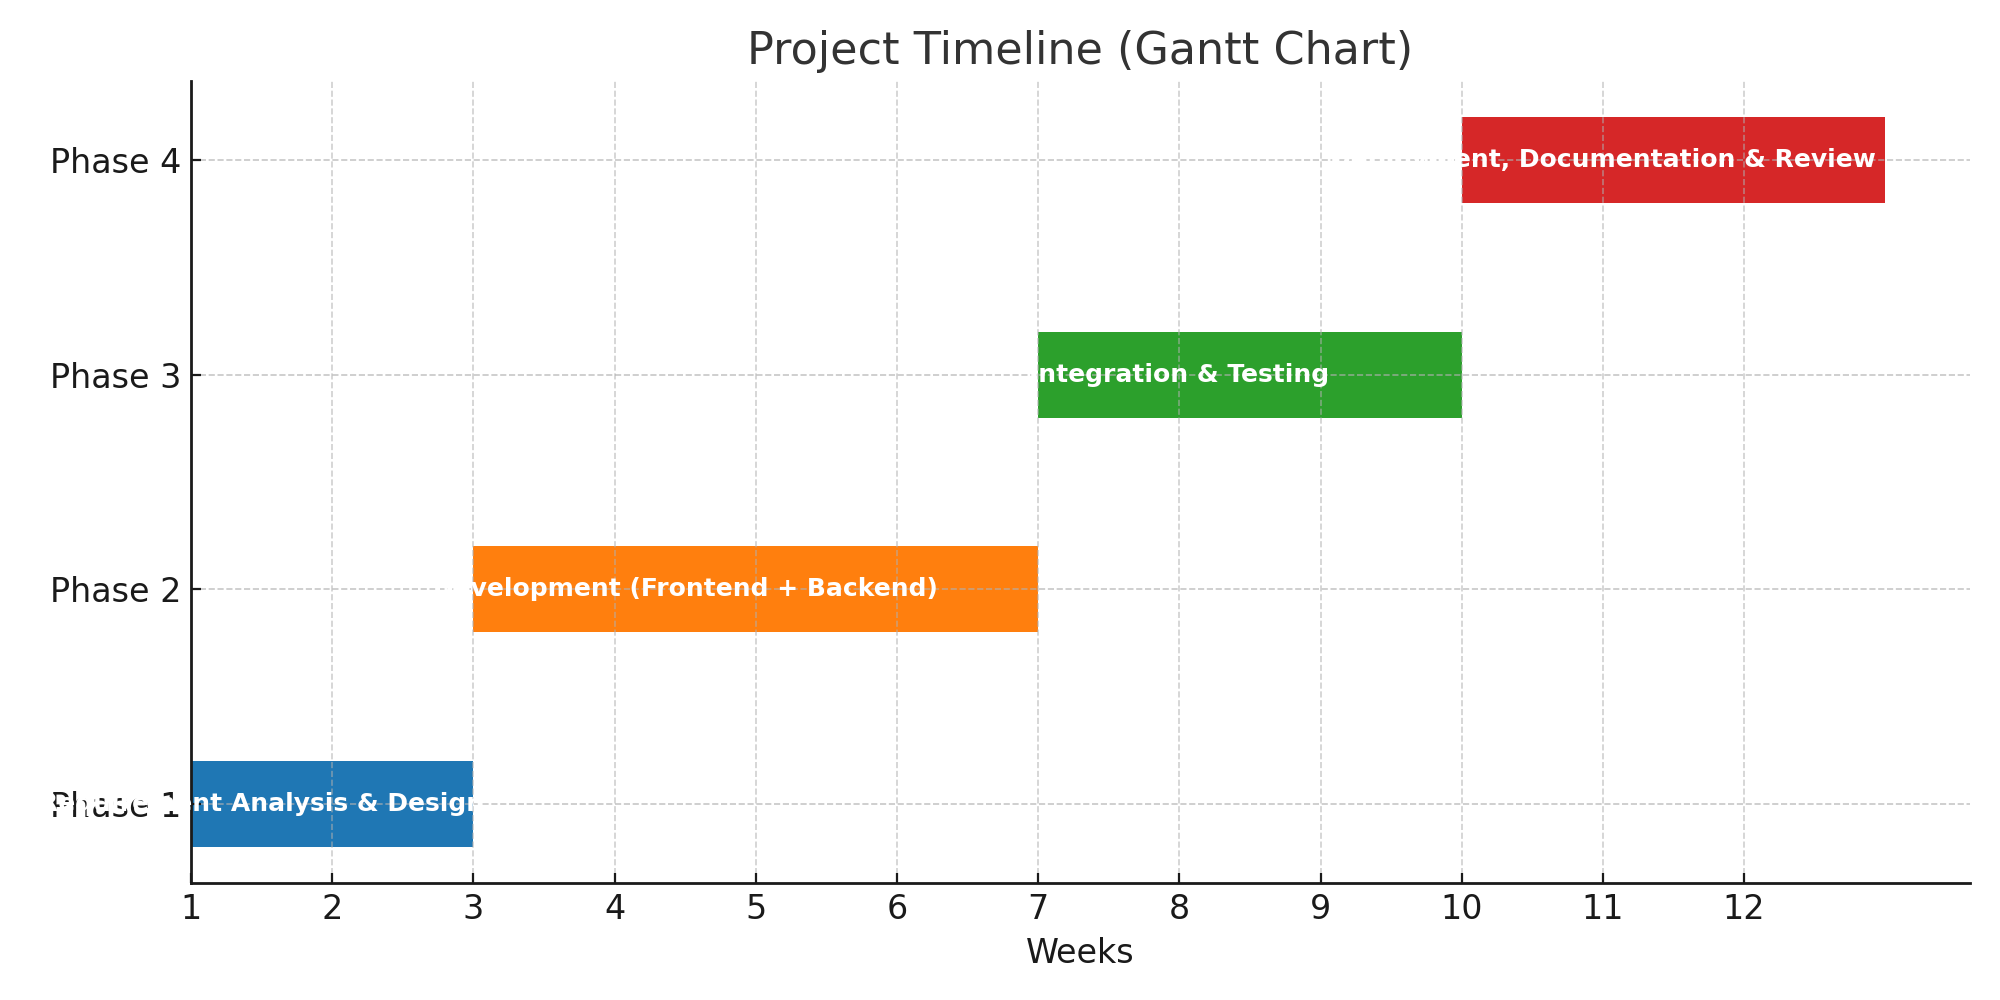 Project Timeline (Gantt Chart)
Phase 4
ent, Documentation & Review
Phase 3
ntegration & Testing
Phase 2
velopment (Frontend + Backend)
Phase 1
nt Analysis & Design
1 2 3 4 5 6 7 8 9 10 11 12
Weeks